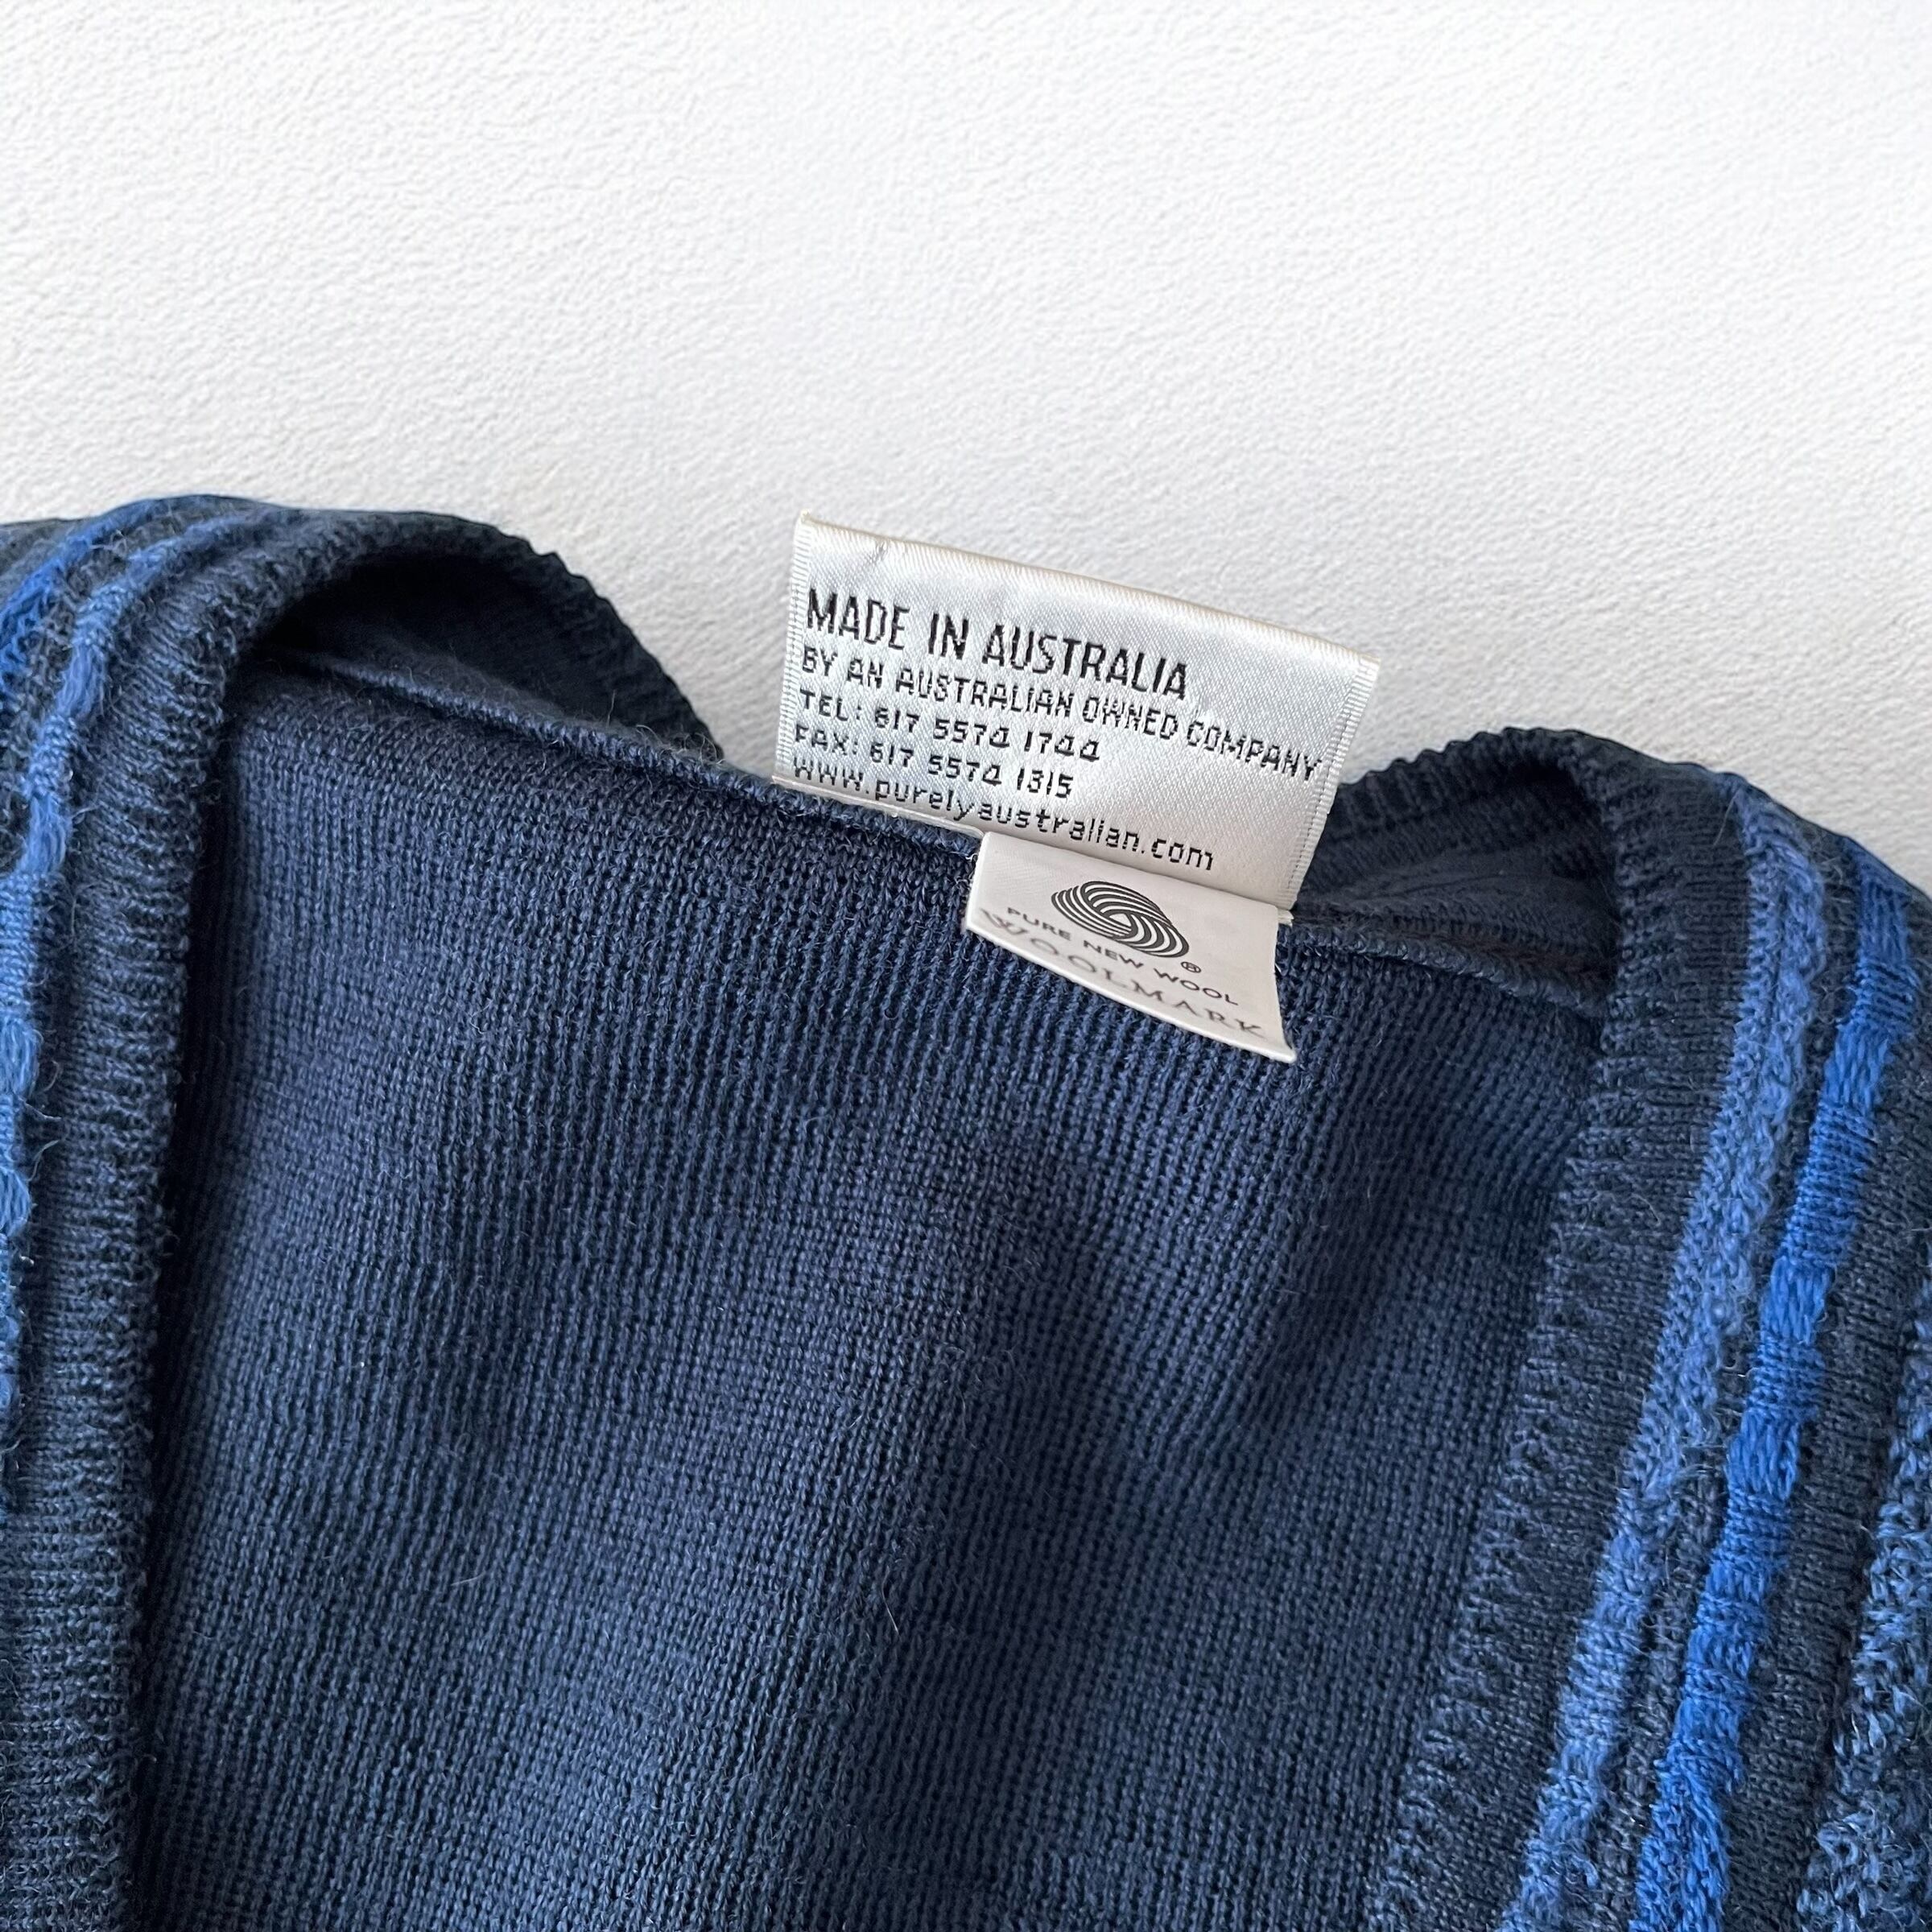 MADE IN AUSTRALIA
BY AN AUSTRALIAN OWNED COMPANY
TEL: 617 5574 1744
FAX: 617 5574 1315
www.purelyaustralian.com
®
PURE NEW WOOL
WOOLMARK